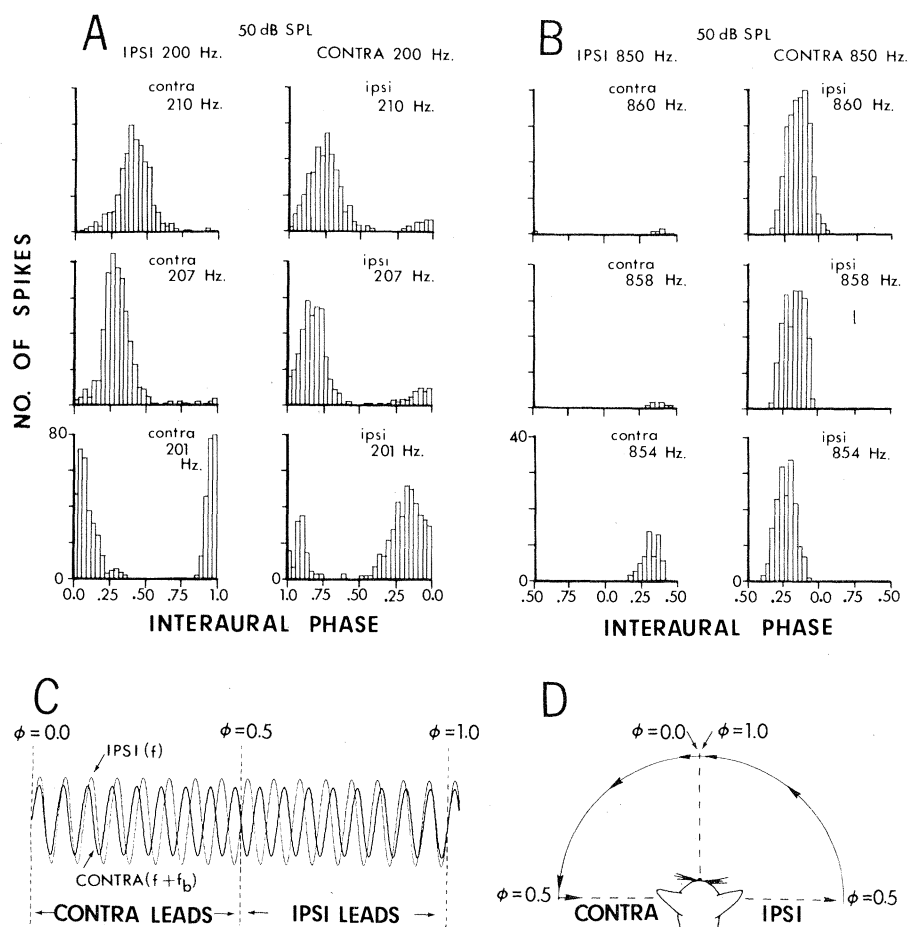 A
50 dB SPL
IPSI 200 Hz.
CONTRA 200 Hz.
contra
210 Hz.
ipsi
210 Hz.
contra
207 Hz.
ipsi
207 Hz.
80
contra
201
Hz.
ipsi
201 Hz.
0
0.0 .25 .50 .75 1.0
1.0 .75 .50 .25 0.0
NO. OF SPIKES
INTERAURAL PHASE
B
50 dB SPL
IPSI 850 Hz.
CONTRA 850 Hz.
contra
860 Hz.
ipsi
860 Hz.
contra
858 Hz.
ipsi
858 Hz.
40
contra
854 Hz.
ipsi
854 Hz.
0
.50 .75 0.0 .25 .50
.50 .25 0.0 .75 .50
INTERAURAL PHASE
C
ϕ=0.0
ϕ=0.5
ϕ=1.0
IPSI (f)
CONTRA(f+fb)
CONTRA LEADS
IPSI LEADS
D
ϕ=0.0
ϕ=1.0
ϕ=0.5
ϕ=0.5
CONTRA
IPSI